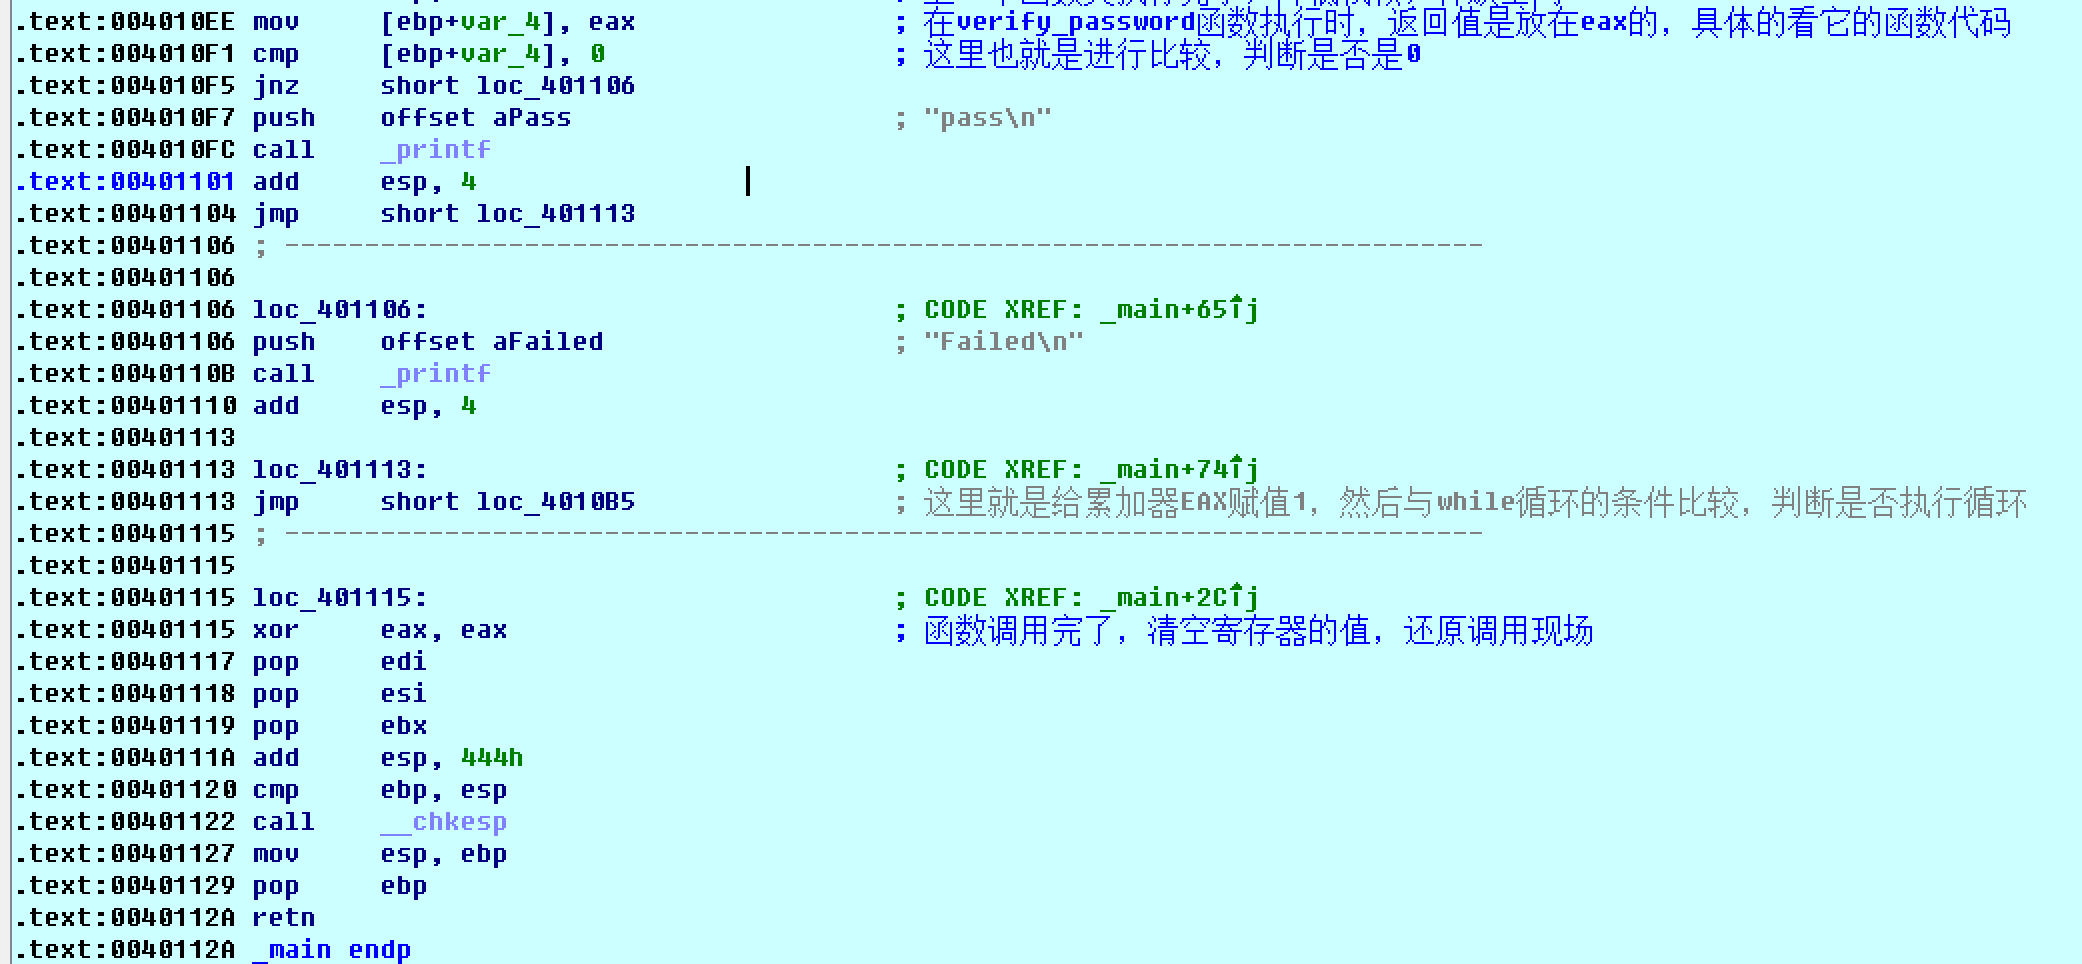 .text:004010EE mov [ebp+var_4], eax ; 在verify_password函数执行时，返回值是放在eax的，具体的看它的函数代码
.text:004010F1 cmp [ebp+var_4], 0 ; 这里也就是进行比较，判断是否是0
.text:004010F5 jnz short loc_401106
.text:004010F7 push offset aPass ; "pass\n"
.text:004010FC call _printf
.text:00401101 add esp, 4
.text:00401104 jmp short loc_401113
.text:00401106 ; ---------------------------------------------------------------------------
.text:00401106
.text:00401106 loc_401106: ; CODE XREF: _main+65↑j
.text:00401106 push offset aFailed ; "Failed\n"
.text:0040110B call _printf
.text:00401110 add esp, 4
.text:00401113
.text:00401113 loc_401113: ; CODE XREF: _main+74↑j
.text:00401113 jmp short loc_4010B5 ; 这里就是给累加器EAX赋值1，然后与while循环的条件比较，判断是否执行循环
.text:00401115 ; ---------------------------------------------------------------------------
.text:00401115
.text:00401115 loc_401115: ; CODE XREF: _main+2C↑j
.text:00401115 xor eax, eax ; 函数调用完了，清空寄存器的值，还原调用现场
.text:00401117 pop edi
.text:00401118 pop esi
.text:00401119 pop ebx
.text:0040111A add esp, 444h
.text:00401120 cmp ebp, esp
.text:00401122 call __chkesp
.text:00401127 mov esp, ebp
.text:00401129 pop ebp
.text:0040112A retn
.text:0040112A _main endp